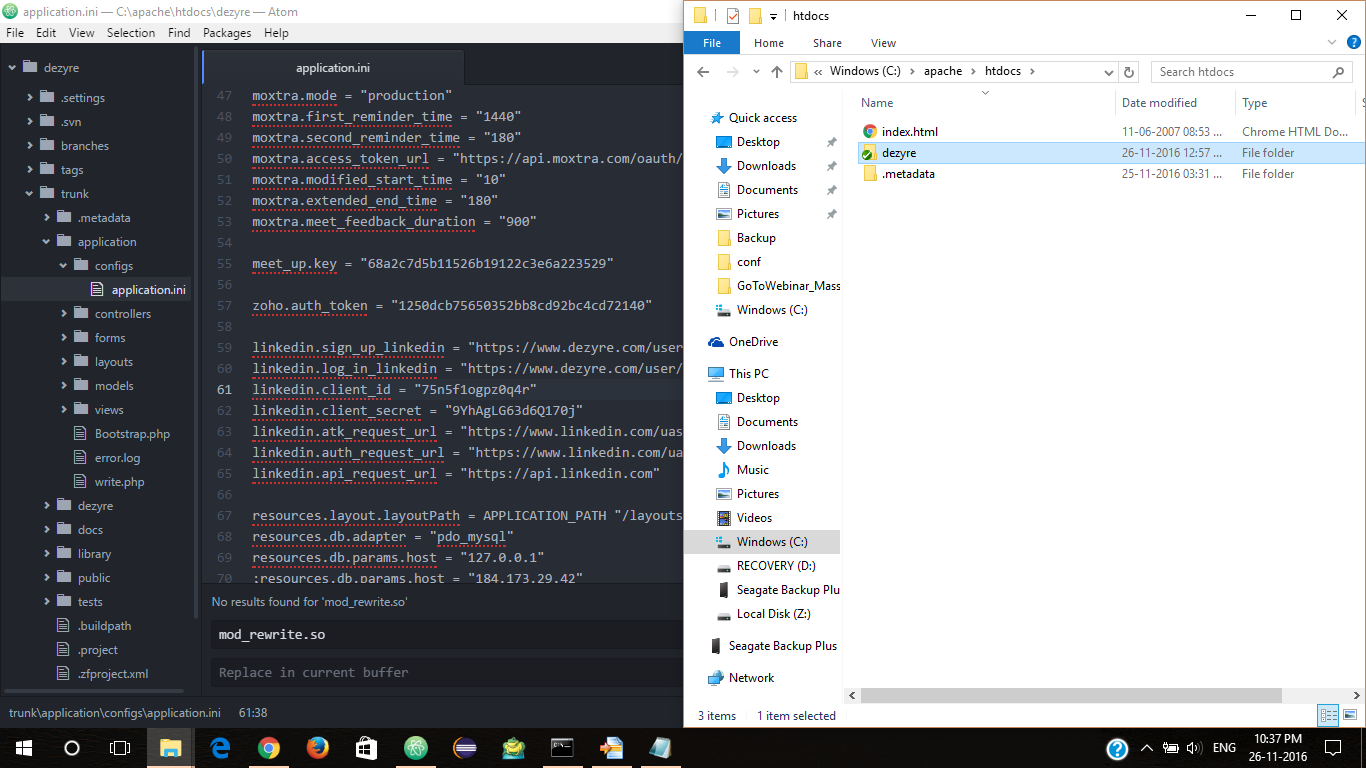 application.ini — C:\apache\htdocs\dezyre — Atom
File Edit View Selection Find Packages Help
dezyre
.settings
.svn
branches
tags
trunk
.metadata
application
configs
application.ini
controllers
forms
layouts
models
views
Bootstrap.php
error.log
write.php
dezyre
docs
library
public
tests
.buildpath
.project
.zfproject.xml
application.ini
47 moxtra.mode = "production"
48 moxtra.first_reminder_time = "1440"
49 moxtra.second_reminder_time = "180"
50 moxtra.access_token_url = "https://api.moxtra.com/oauth/
51 moxtra.modified_start_time = "10"
52 moxtra.extended_end_time = "180"
53 moxtra.meet_feedback_duration = "900"
54
55 meet_up.key = "68a2c7d5b11526b19122c3e6a223529"
56
57 zoho.auth_token = "1250dcb75650352bb8cd92bc4cd72140"
58
59 linkedin.sign_up_linkedin = "https://www.dezyre.com/user
60 linkedin.log_in_linkedin = "https://www.dezyre.com/user/
61 linkedin.client_id = "75n5f1ogpz0q4r"
62 linkedin.client_secret = "9YhAgLG63d6Q170j"
63 linkedin.atk_request_url = "https://www.linkedin.com/uas
64 linkedin.auth_request_url = "https://www.linkedin.com/ua
65 linkedin.api_request_url = "https://api.linkedin.com"
66
67 resources.layout.layoutPath = APPLICATION_PATH "/layouts
68 resources.db.adapter = "pdo_mysql"
69 resources.db.params.host = "127.0.0.1"
70 ;resources.db.params.host = "184.173.29.42"
No results found for 'mod_rewrite.so'
mod_rewrite.so
Replace in current buffer
trunk\application\configs\application.ini 61:38
htdocs
File Home Share View
« Windows (C:) apache htdocs
Search htdocs
Quick access
Desktop
Downloads
Documents
Pictures
Backup
conf
GoToWebinar_Mass
Windows (C:)
OneDrive
This PC
Desktop
Documents
Downloads
Music
Pictures
Videos
Windows (C:)
RECOVERY (D:)
Seagate Backup Plu
Local Disk (Z:)
Seagate Backup Plus
Network
Name Date modified Type S
index.html 11-06-2007 08:53 ... Chrome HTML Do...
dezyre 26-11-2016 12:57 ... File folder
.metadata 25-11-2016 03:31 ... File folder
3 items 1 item selected
ENG
10:37 PM
26-11-2016